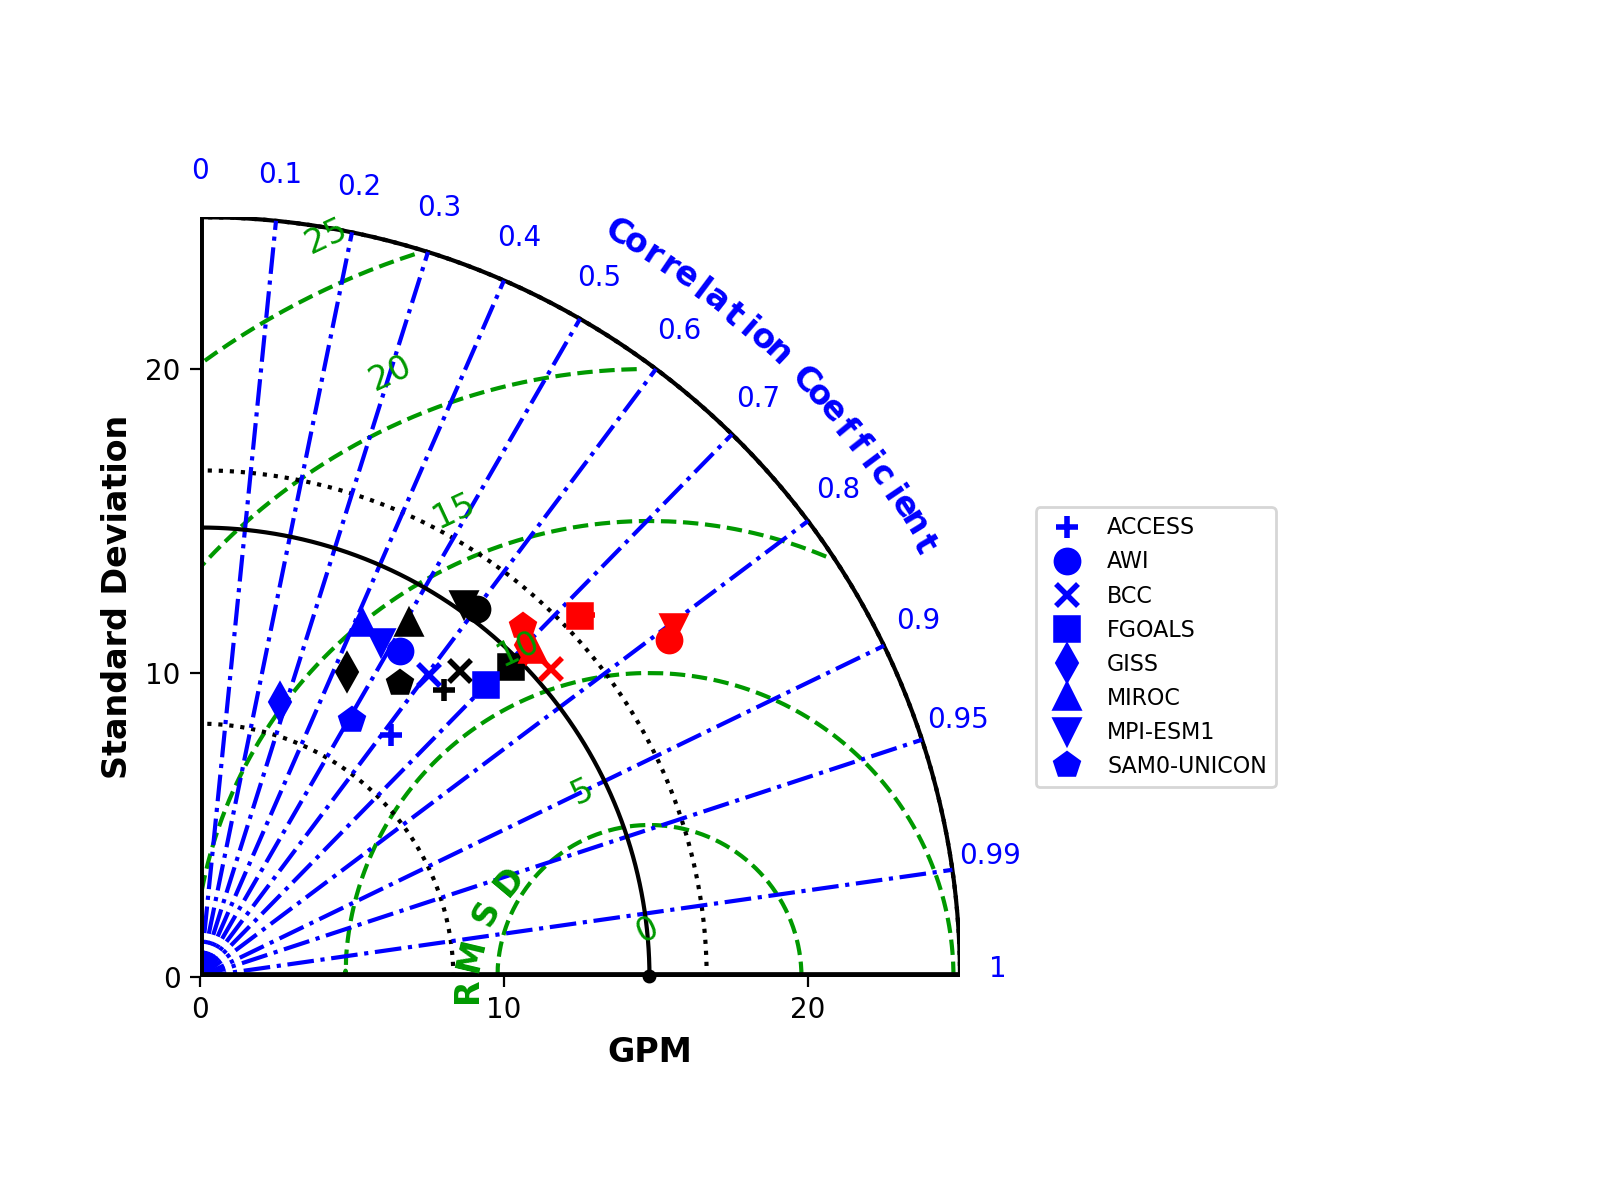 0
0.1
0.2
0.3
0.4
0.5
0.6
0.7
0.8
0.9
0.95
0.99
1
Correlation Coefficient
25
20
15
10
5
0
RMSD
Standard Deviation
20
10
0
0
10
20
GPM
ACCESS
AWI
BCC
FGOALS
GISS
MIROC
MPI-ESM1
SAM0-UNICON